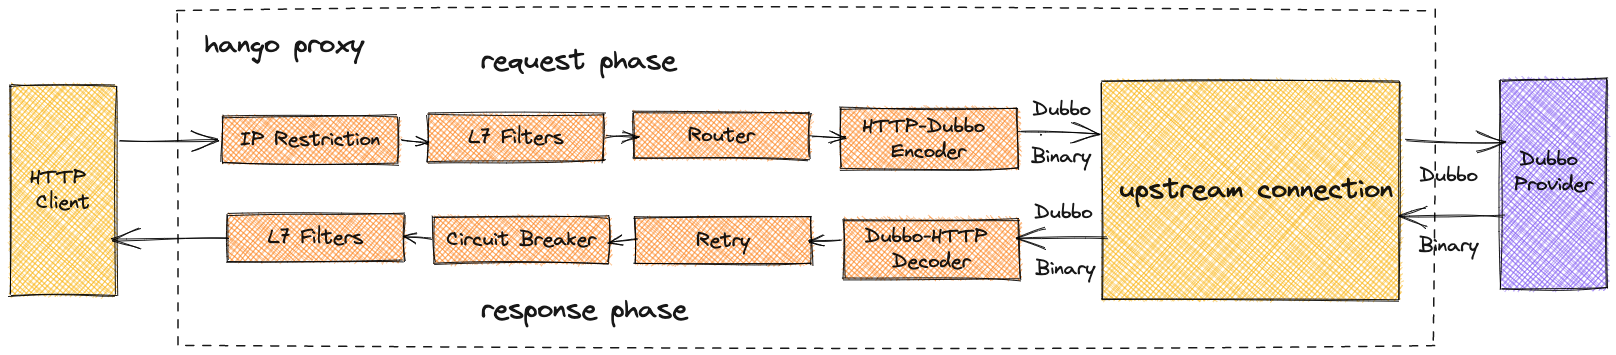 hango proxy
request phase
HTTP
Client
IP Restriction
L7 Filters
Router
HTTP-Dubbo
Encoder
Dubbo
Binary
upstream connection
Dubbo
Binary
Dubbo
Provider
L7 Filters
Circuit Breaker
Retry
Dubbo-HTTP
Decoder
Dubbo
Binary
response phase